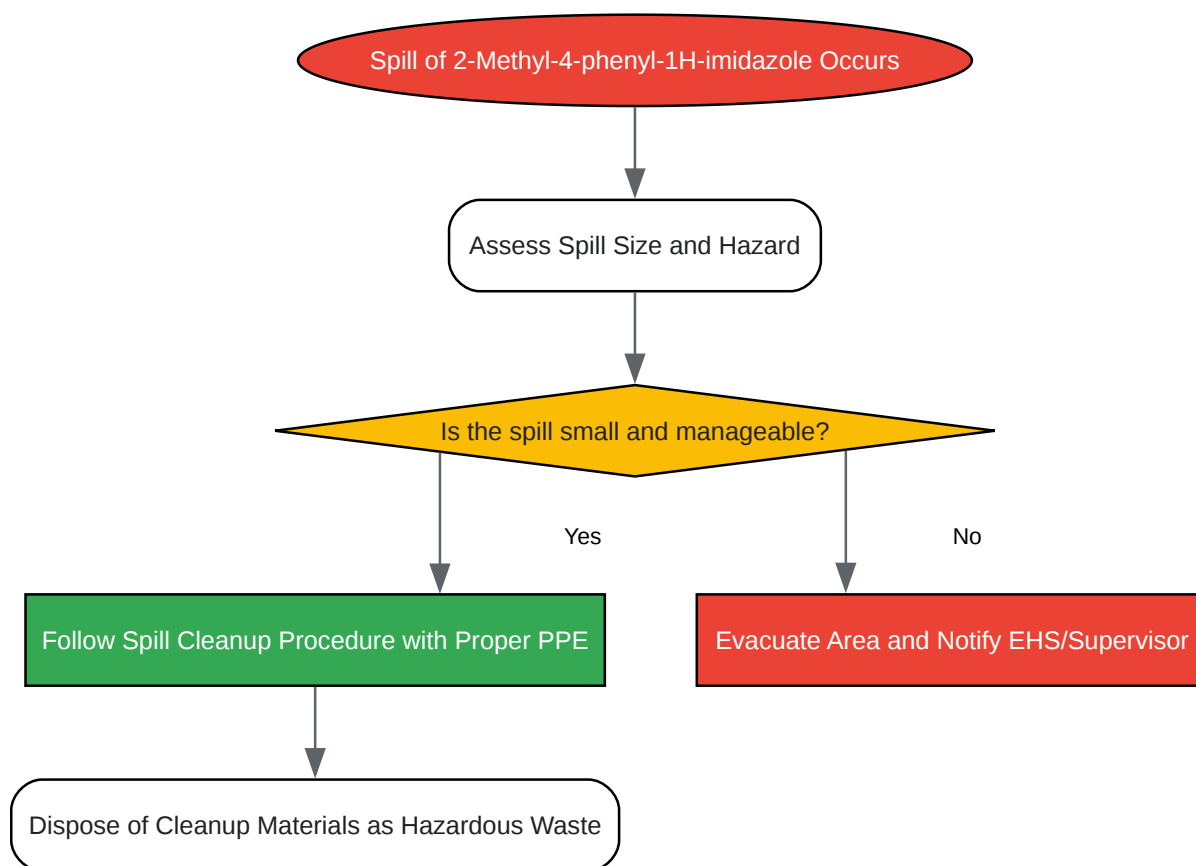 Spill of 2-Methyl-4-phenyl-1H-imidazole Occurs
Assess Spill Size and Hazard
Is the spill small and manageable?
Yes
No
Follow Spill Cleanup Procedure with Proper PPE
Evacuate Area and Notify EHS/Supervisor
Dispose of Cleanup Materials as Hazardous Waste